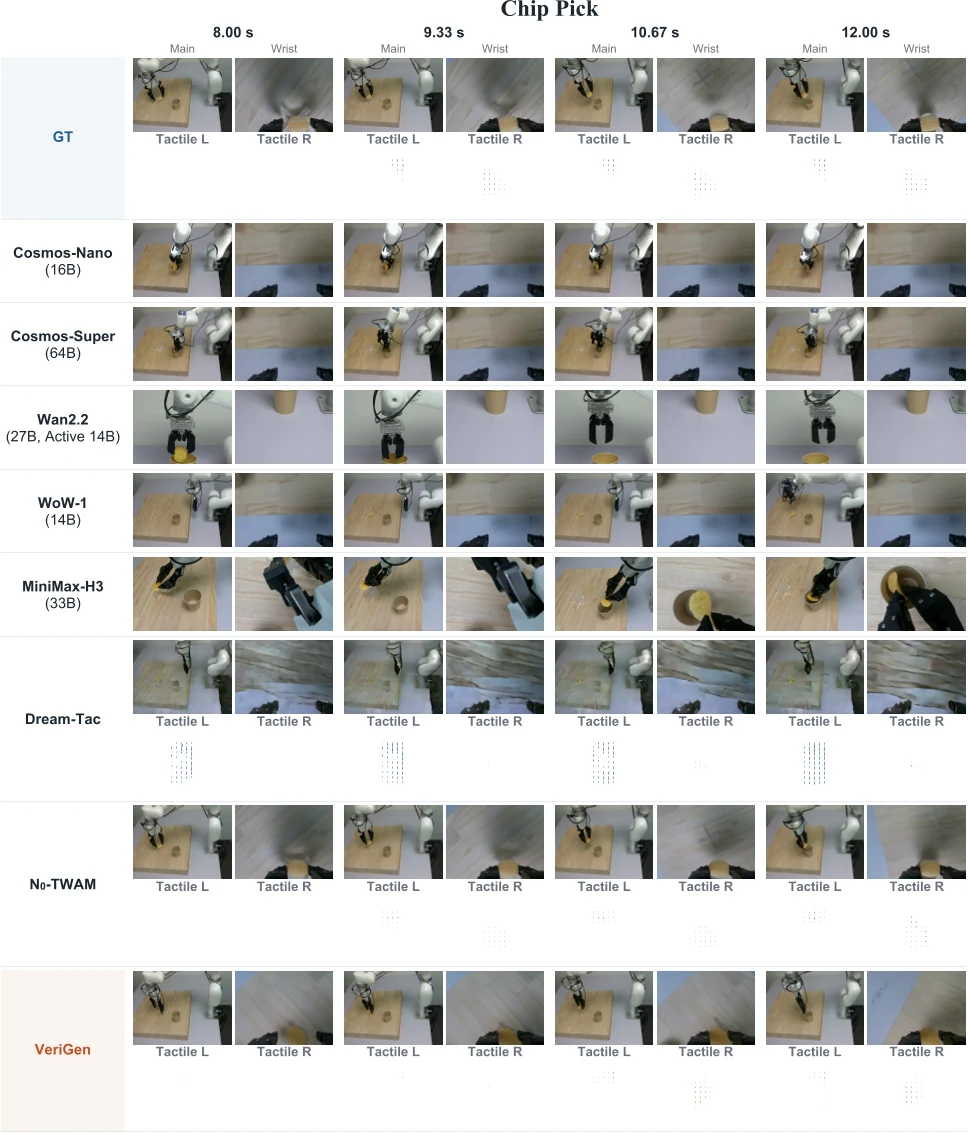 Chip Pick
8.00 s 9.33 s 10.67 s 12.00 s
Main Wrist Main Wrist Main Wrist Main Wrist
GT
Tactile L Tactile R Tactile L Tactile R Tactile L Tactile R Tactile L Tactile R
Cosmos-Nano
(16B)
Cosmos-Super
(64B)
Wan2.2
(27B, Active 14B)
WoW-1
(14B)
MiniMax-H3
(33B)
Dream-Tac
Tactile L Tactile R Tactile L Tactile R Tactile L Tactile R Tactile L Tactile R
N₀-TWAM
Tactile L Tactile R Tactile L Tactile R Tactile L Tactile R Tactile L Tactile R
VeriGen
Tactile L Tactile R Tactile L Tactile R Tactile L Tactile R Tactile L Tactile R